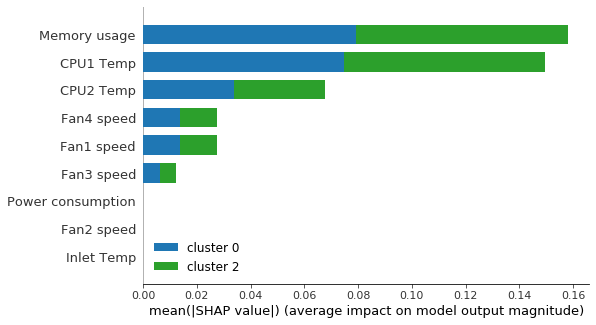 Memory usage
CPU1 Temp
CPU2 Temp
Fan4 speed
Fan1 speed
Fan3 speed
Power consumption
Fan2 speed
Inlet Temp
cluster 0
cluster 2
0.00 0.02 0.04 0.06 0.08 0.10 0.12 0.14 0.16
mean(|SHAP value|) (average impact on model output magnitude)